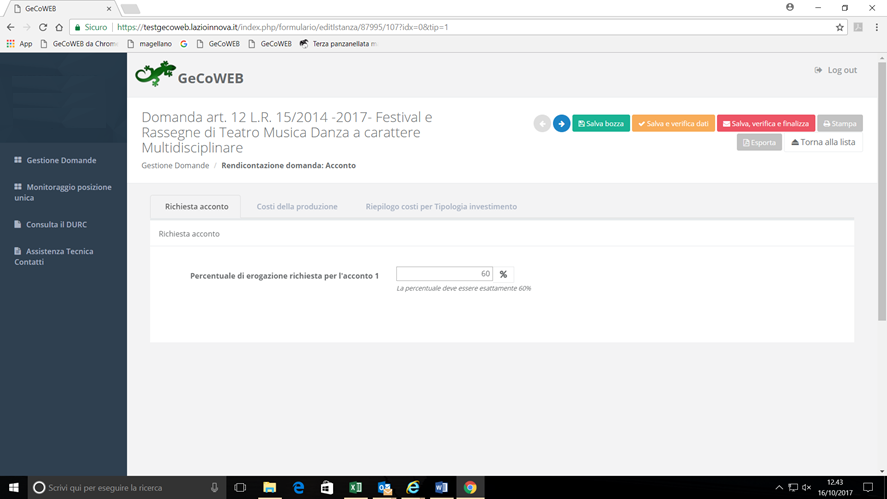 GeCoWEB
Sicuro | https://testgecoweb.lazioinnova.it/index.php/formulario/editIstanza/87995/107?idx=0&tip=1
App GeCoWEB da Chrom magellano GeCoWEB GeCoWEB Terza panzanellata m
GeCoWEB
Log out
Domanda art. 12 L.R. 15/2014 -2017- Festival e
Rassegne di Teatro Musica Danza a carattere
Multidisciplinare
Salva bozza Salva e verifica dati Salva, verifica e finalizza Stampa
Esporta Torna alla lista
Gestione Domande / Rendicontazione domanda: Acconto
Gestione Domande
Monitoraggio posizione
unica
Consulta il DURC
Assistenza Tecnica
Contatti
Richiesta acconto Costi della produzione Riepilogo costi per Tipologia investimento
Richiesta acconto
Percentuale di erogazione richiesta per l'acconto 1 60 %
La percentuale deve essere esattamente 60%
Scrivi qui per eseguire la ricerca
12.43
16/10/2017